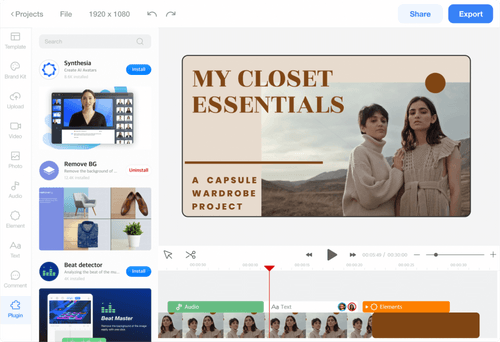 Projects
File
1920 x 1080
Share
Export
Template
Brand Kit
Upload
Video
Photo
Audio
Element
Text
Comment
Plugin
Search
Synthesia
Create AI Avatars
Install
Remove BG
Remove the background of
Uninstall
Beat detector
Analyzing the beat of the
Install
Beat Master
MY CLOSET
ESSENTIALS
A CAPSULE
WARDROBE
PROJECT
Audio
Aa Text
Elements